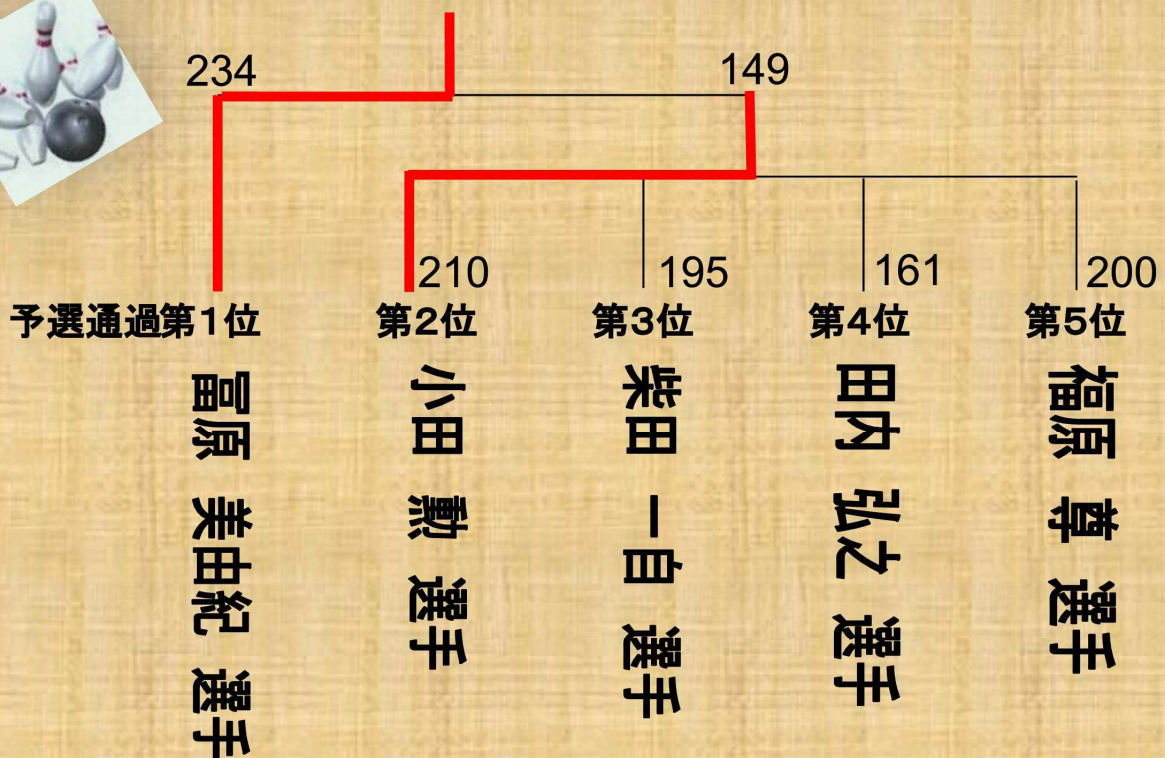 234 149
210 195 161 200
予選通過第1位 第2位 第3位 第4位 第5位
冨原 美由紀 選手
小田 勲 選手
柴田 一自 選手
田内 弘之 選手
福原 尊 選手